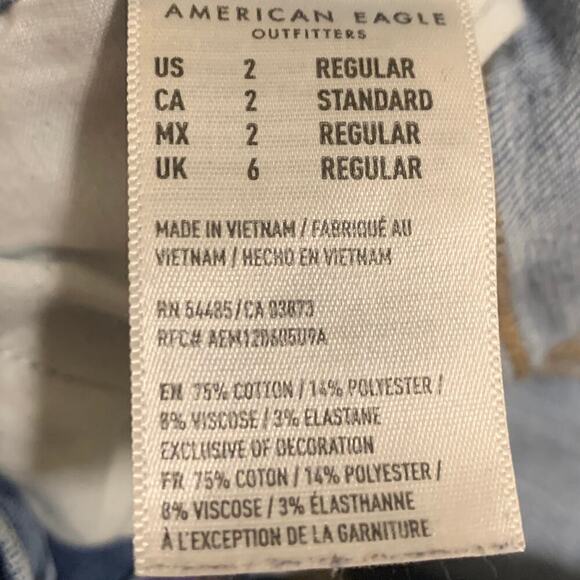 AMERICAN EAGLE
OUTFITTERS
US 2 REGULAR
CA 2 STANDARD
MX 2 REGULAR
UK 6 REGULAR
MADE IN VIETNAM / FABRIQUÉ AU
VIETNAM / HECHO EN VIETNAM
RN 54485 / CA 03873
RFC# AEM120605U9A
EN 75% COTTON / 14% POLYESTER /
8% VISCOSE / 3% ELASTANE
EXCLUSIVE OF DECORATION
FR 75% COTON / 14% POLYESTER /
8% VISCOSE / 3% ÉLASTHANNE
À L'EXCEPTION DE LA GARNITURE